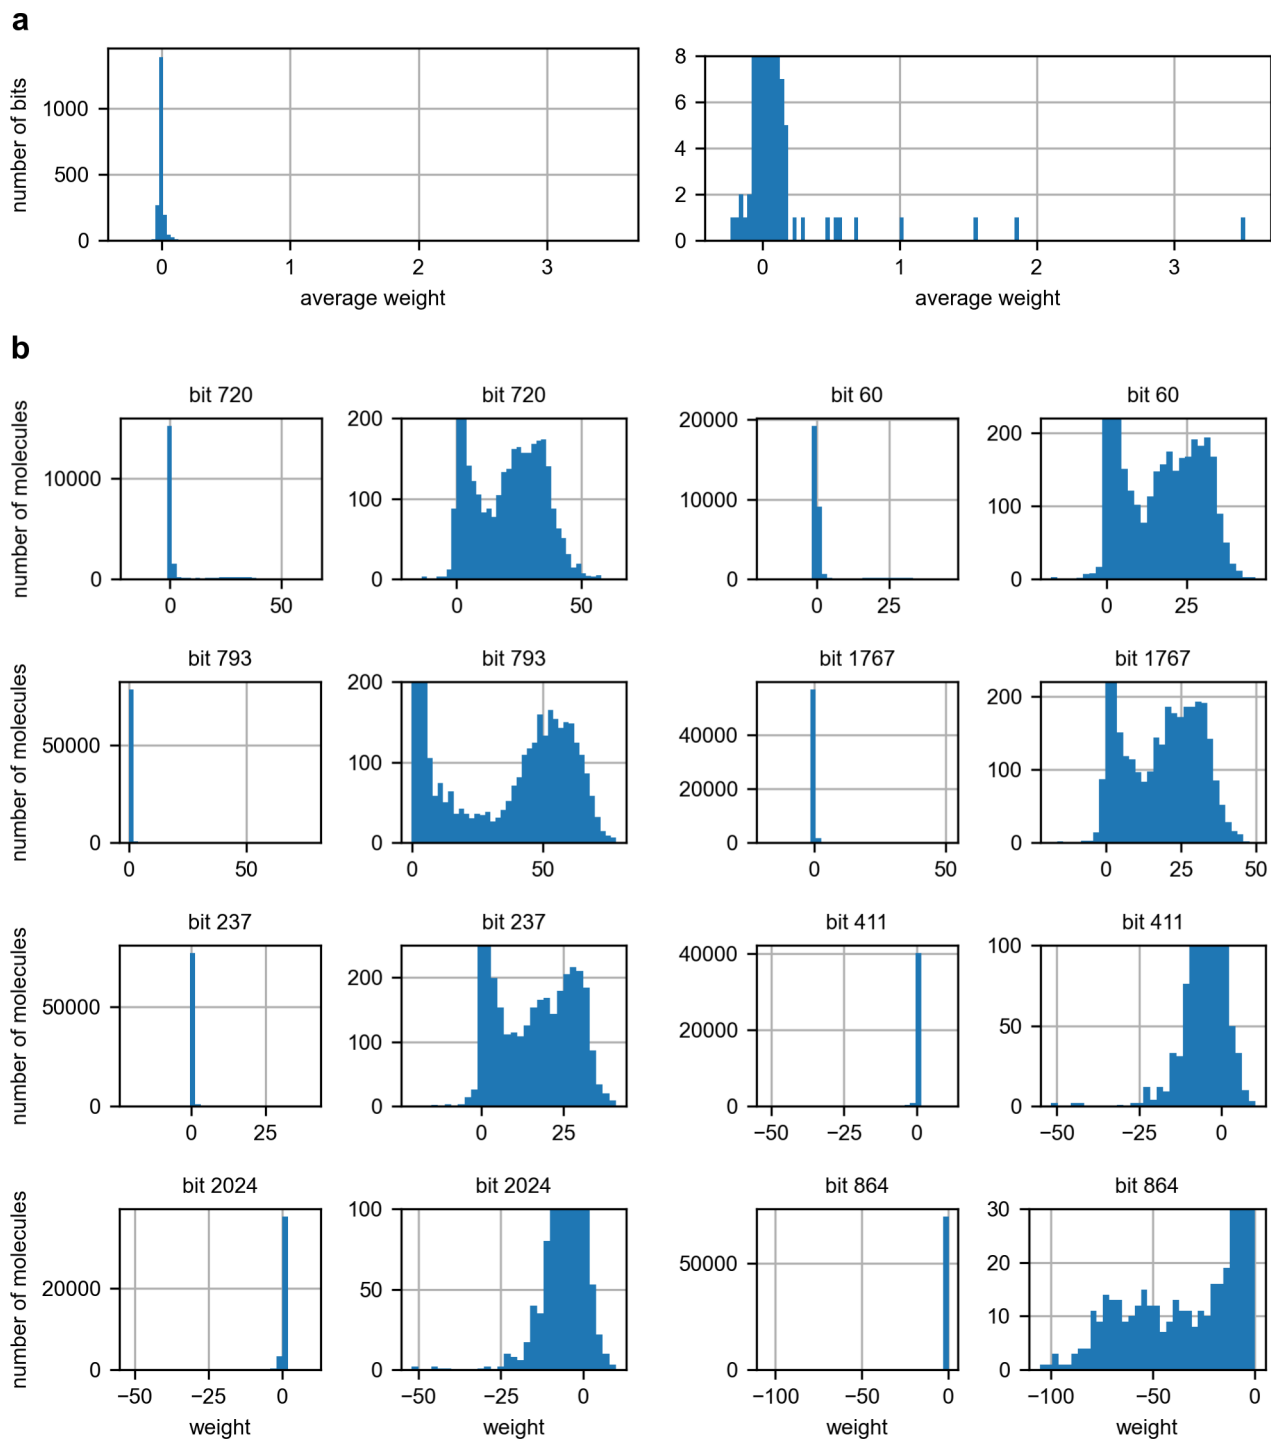 a
number of bits
1000
500
0
0 1 2 3
average weight
8
6
4
2
0
0 1 2 3
average weight
b
number of molecules
bit 720
10000
0
0 50
bit 720
200
100
0
0 50
bit 60
20000
10000
0
0 25
bit 60
200
100
0
0 25
number of molecules
bit 793
50000
0
0 50
bit 793
200
100
0
0 50
bit 1767
40000
20000
0
0 50
bit 1767
200
100
0
0 25 50
number of molecules
bit 237
50000
0
0 25
bit 237
200
100
0
0 25
bit 411
40000
20000
0
−50 −25 0
bit 411
100
50
0
−50 −25 0
number of molecules
bit 2024
20000
0
−50 −25 0
weight
bit 2024
100
50
0
−50 −25 0
weight
bit 864
50000
0
−100 −50 0
weight
bit 864
30
20
10
0
−100 −50 0
weight